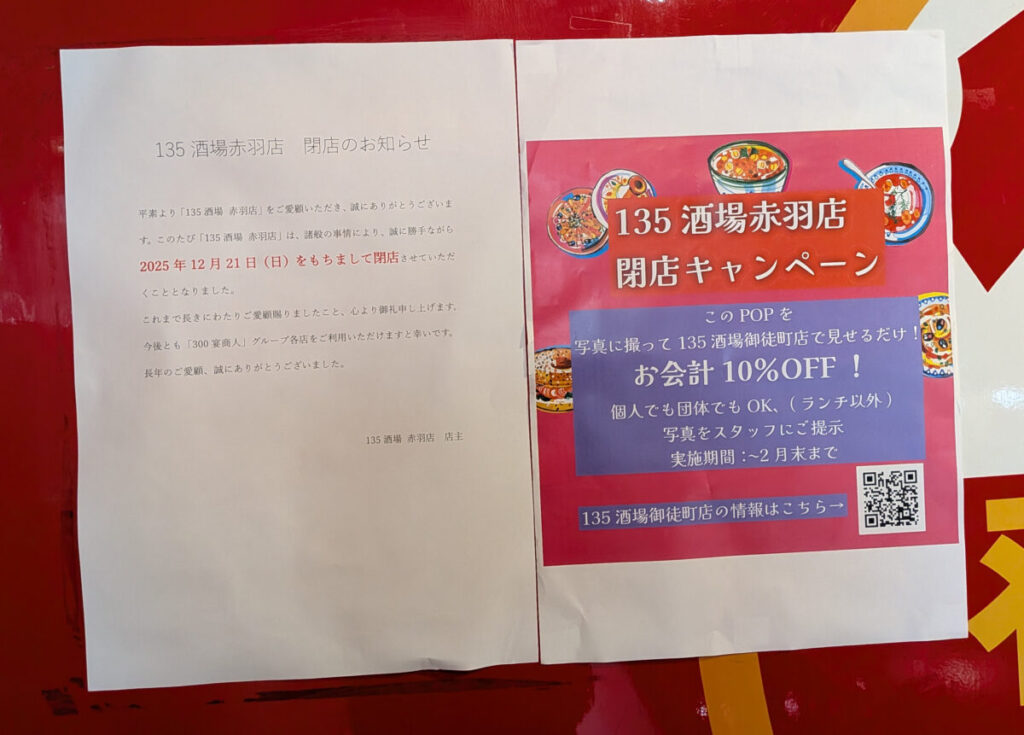 135 酒場赤羽店　閉店のお知らせ
平素より「135 酒場 赤羽店」をご愛顧いただき、誠にありがとうございま
す。このたび「135 酒場 赤羽店」は、諸般の事情により、誠に勝手ながら
2025 年 12 月 21 日（日）をもちまして閉店させていただ
くこととなりました。
これまで長きにわたりご愛顧賜りましたこと、心より御礼申し上げます。
今後とも「300 宴商人」グループ各店をご利用いただけますと幸いです。
長年のご愛顧、誠にありがとうございました。
135 酒場 赤羽店　店主
135 酒場赤羽店
閉店キャンペーン
この POP を
写真に撮って 135 酒場御徒町店で見せるだけ！
お会計 10%OFF ！
個人でも団体でも OK、( ランチ以外 )
写真をスタッフにご提示
実施期間：~2 月末まで
135 酒場御徒町店の情報はこちら→